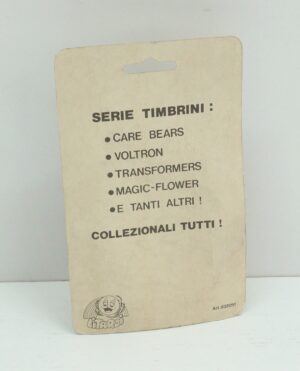 SERIE TIMBRINI :
• CARE BEARS
• VOLTRON
• TRANSFORMERS
• MAGIC-FLOWER
• E TANTI ALTRI !
COLLEZIONALI TUTTI !